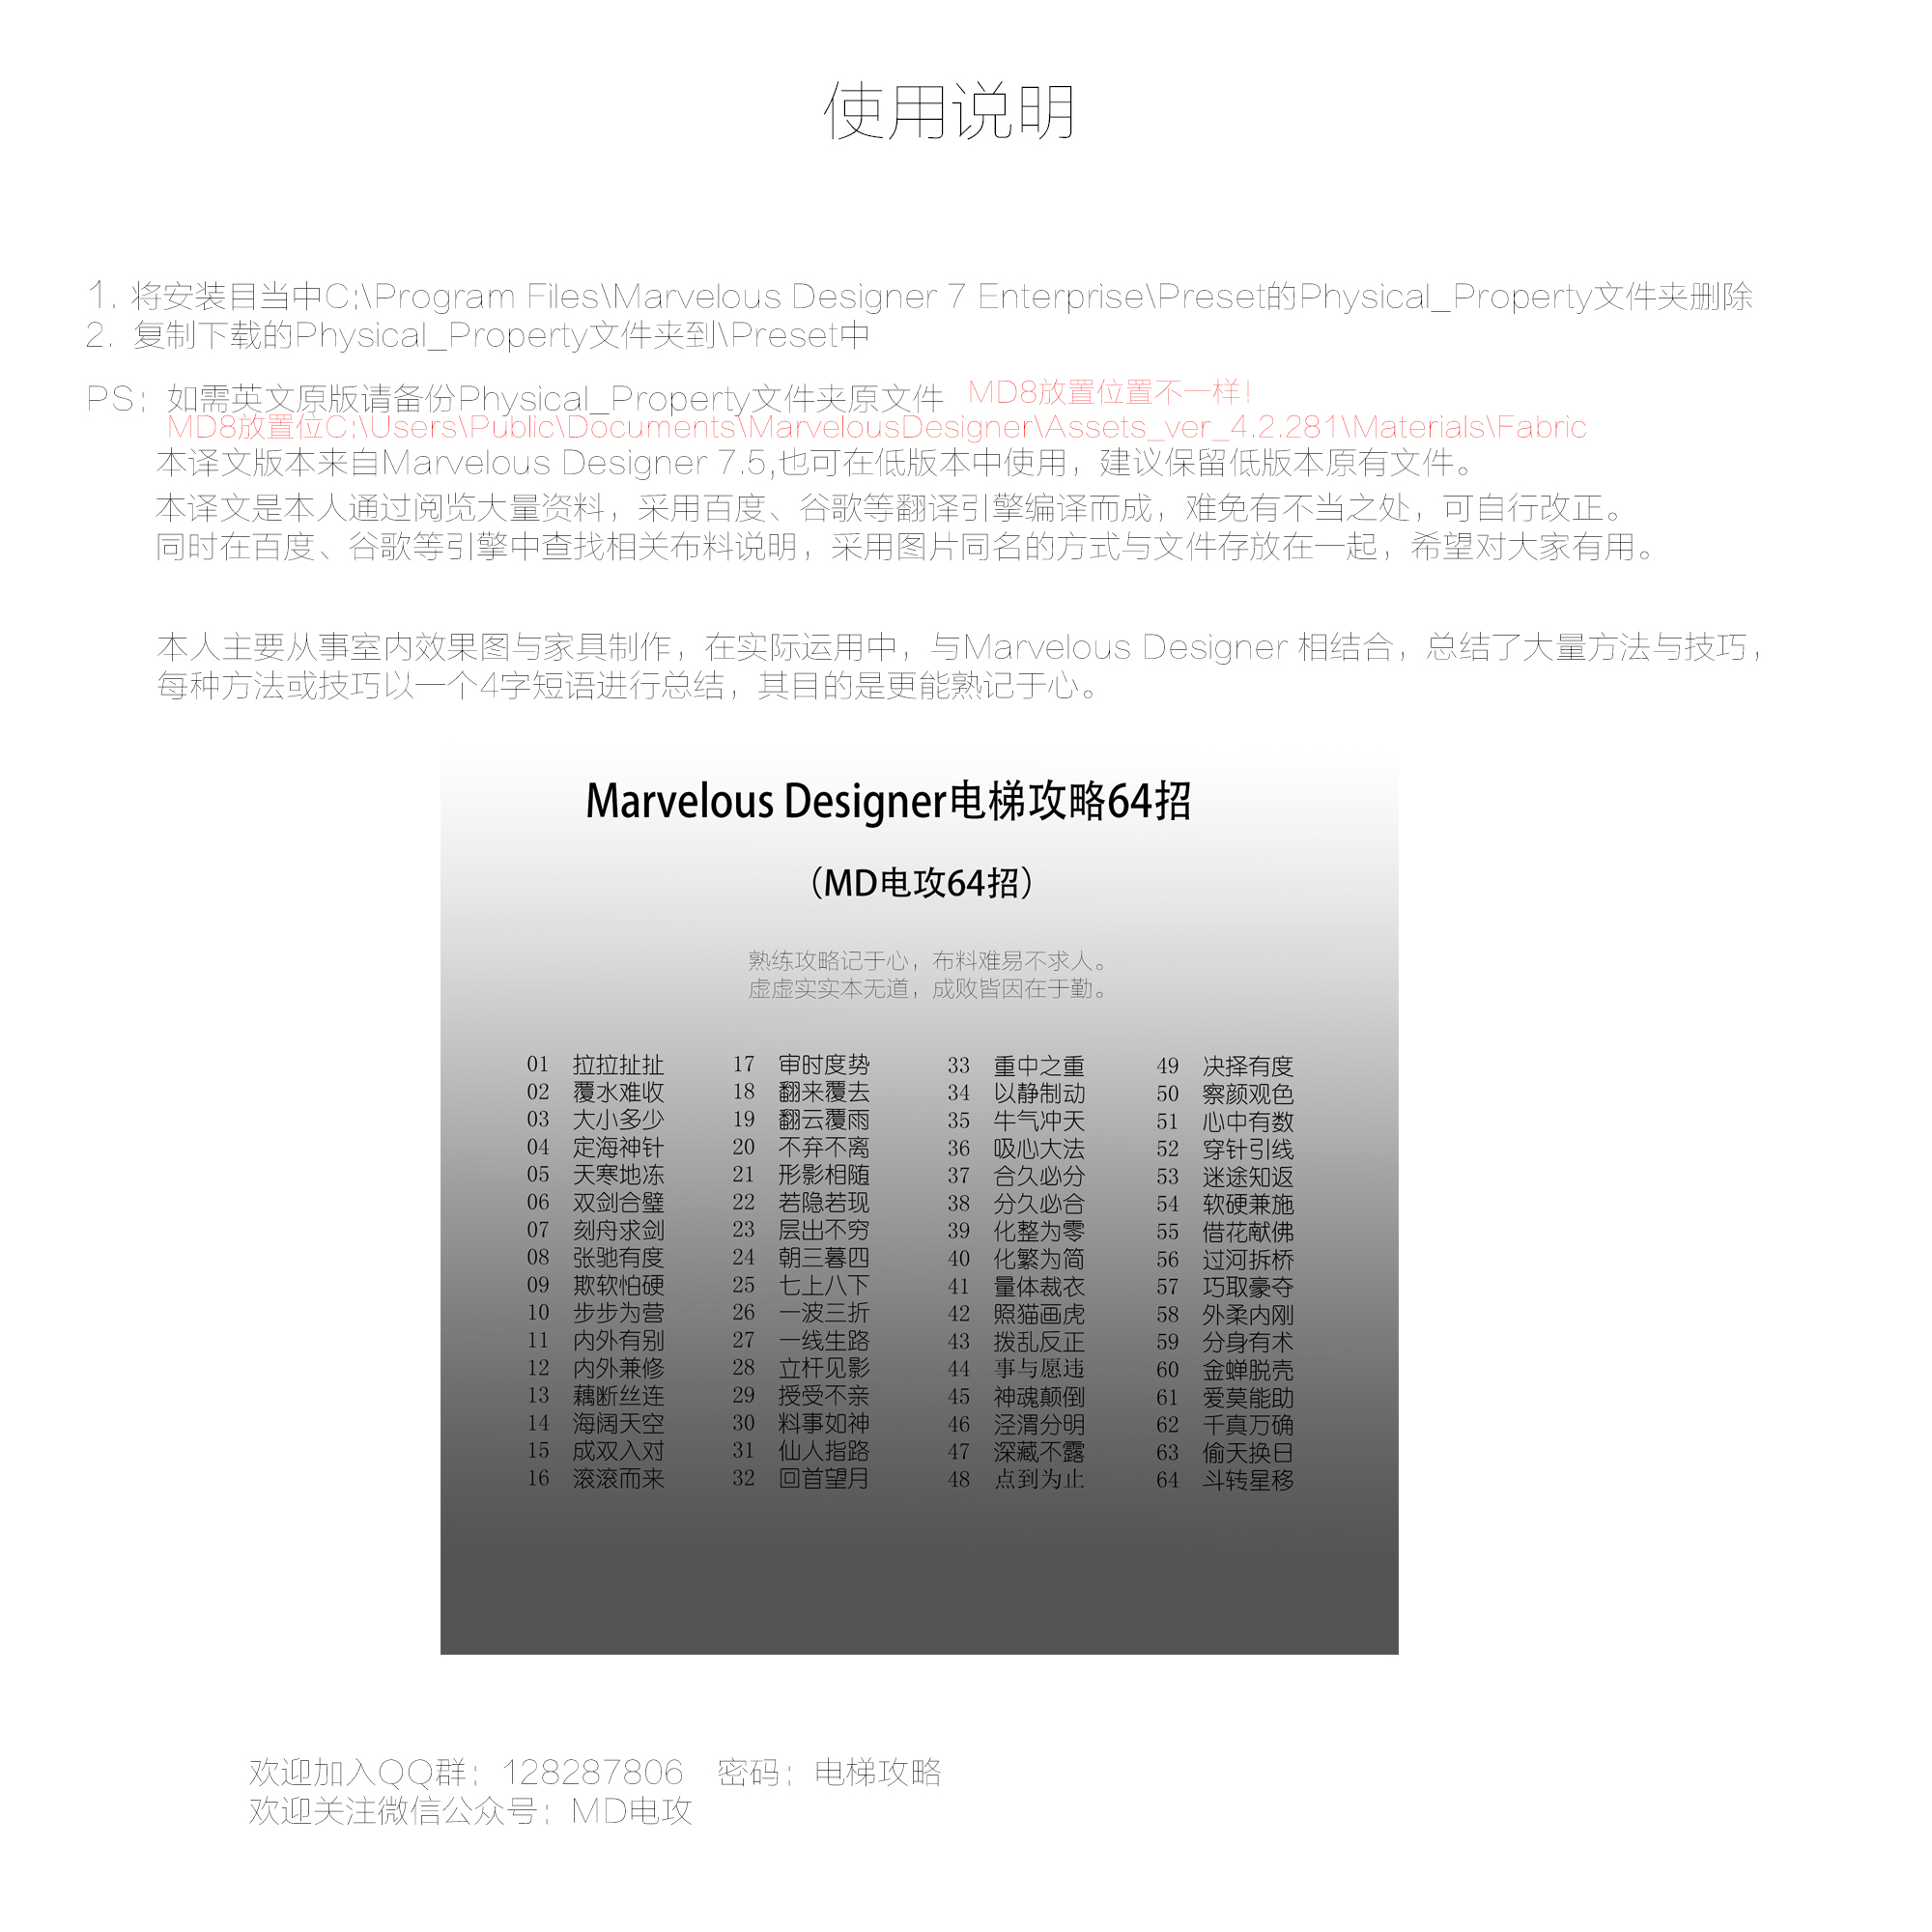 使用说明
1. 将安装目当中C:\Program Files\Marvelous Designer 7 Enterprise\Preset的Physical_Property文件夹删除
2. 复制下载的Physical_Property文件夹到\Preset中
PS：如需英文原版请备份Physical_Property文件夹原文件 MD8放置位置不一样！
MD8放置位C:\Users\Public\Documents\MarvelousDesigner\Assets_ver_4.2.281\Materials\Fabric
本译文版本来自Marvelous Designer 7.5,也可在低版本中使用，建议保留低版本原有文件。
本译文是本人通过阅览大量资料，采用百度、谷歌等翻译引擎编译而成，难免有不当之处，可自行改正。
同时在百度、谷歌等引擎中查找相关布料说明，采用图片同名的方式与文件存放在一起，希望对大家有用。
本人主要从事室内效果图与家具制作，在实际运用中，与Marvelous Designer 相结合，总结了大量方法与技巧，
每种方法或技巧以一个4字短语进行总结，其目的是更能熟记于心。
Marvelous Designer电梯攻略64招
（MD电攻64招）
熟练攻略记于心，布料难易不求人。
虚虚实实本无道，成败皆因在于勤。
01 拉拉扯扯
02 覆水难收
03 大小多少
04 定海神针
05 天寒地冻
06 双剑合璧
07 刻舟求剑
08 张驰有度
09 欺软怕硬
10 步步为营
11 内外有别
12 内外兼修
13 藕断丝连
14 海阔天空
15 成双入对
16 滚滚而来
17 审时度势
18 翻来覆去
19 翻云覆雨
20 不弃不离
21 形影相随
22 若隐若现
23 层出不穷
24 朝三暮四
25 七上八下
26 一波三折
27 一线生路
28 立杆见影
29 授受不亲
30 料事如神
31 仙人指路
32 回首望月
33 重中之重
34 以静制动
35 牛气冲天
36 吸心大法
37 合久必分
38 分久必合
39 化整为零
40 化繁为简
41 量体裁衣
42 照猫画虎
43 拨乱反正
44 事与愿违
45 神魂颠倒
46 泾渭分明
47 深藏不露
48 点到为止
49 决择有度
50 察颜观色
51 心中有数
52 穿针引线
53 迷途知返
54 软硬兼施
55 借花献佛
56 过河拆桥
57 巧取豪夺
58 外柔内刚
59 分身有术
60 金蝉脱壳
61 爱莫能助
62 千真万确
63 偷天换日
64 斗转星移
欢迎加入QQ群：128287806 密码：电梯攻略
欢迎关注微信公众号：MD电攻